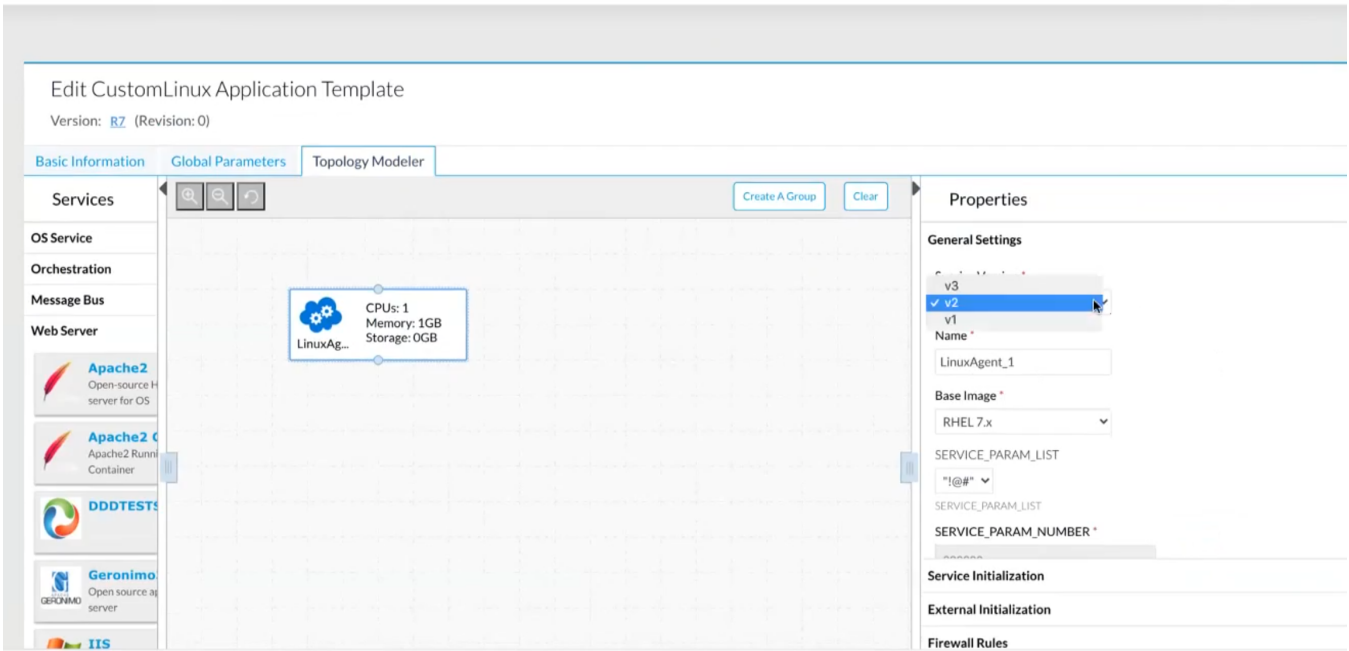 Edit CustomLinux Application Template
Version: R7 (Revision: 0)
Basic Information
Global Parameters
Topology Modeler
Services
OS Service
Orchestration
Message Bus
Web Server
Apache2
Open-source H
server for OS
Apache2 C
Apache2 Runni
Container
DDDTESTS
Geronimo
Open source ap
server
GERONIMO
IIS
Create A Group
Clear
CPUs: 1
Memory: 1GB
Storage: 0GB
LinuxAg...
Properties
General Settings
v3
✓ v2
v1
Name *
LinuxAgent_1
Base Image *
RHEL 7.x
SERVICE_PARAM_LIST
"!@#"
SERVICE_PARAM_LIST
SERVICE_PARAM_NUMBER *
Service Initialization
External Initialization
Firewall Rules